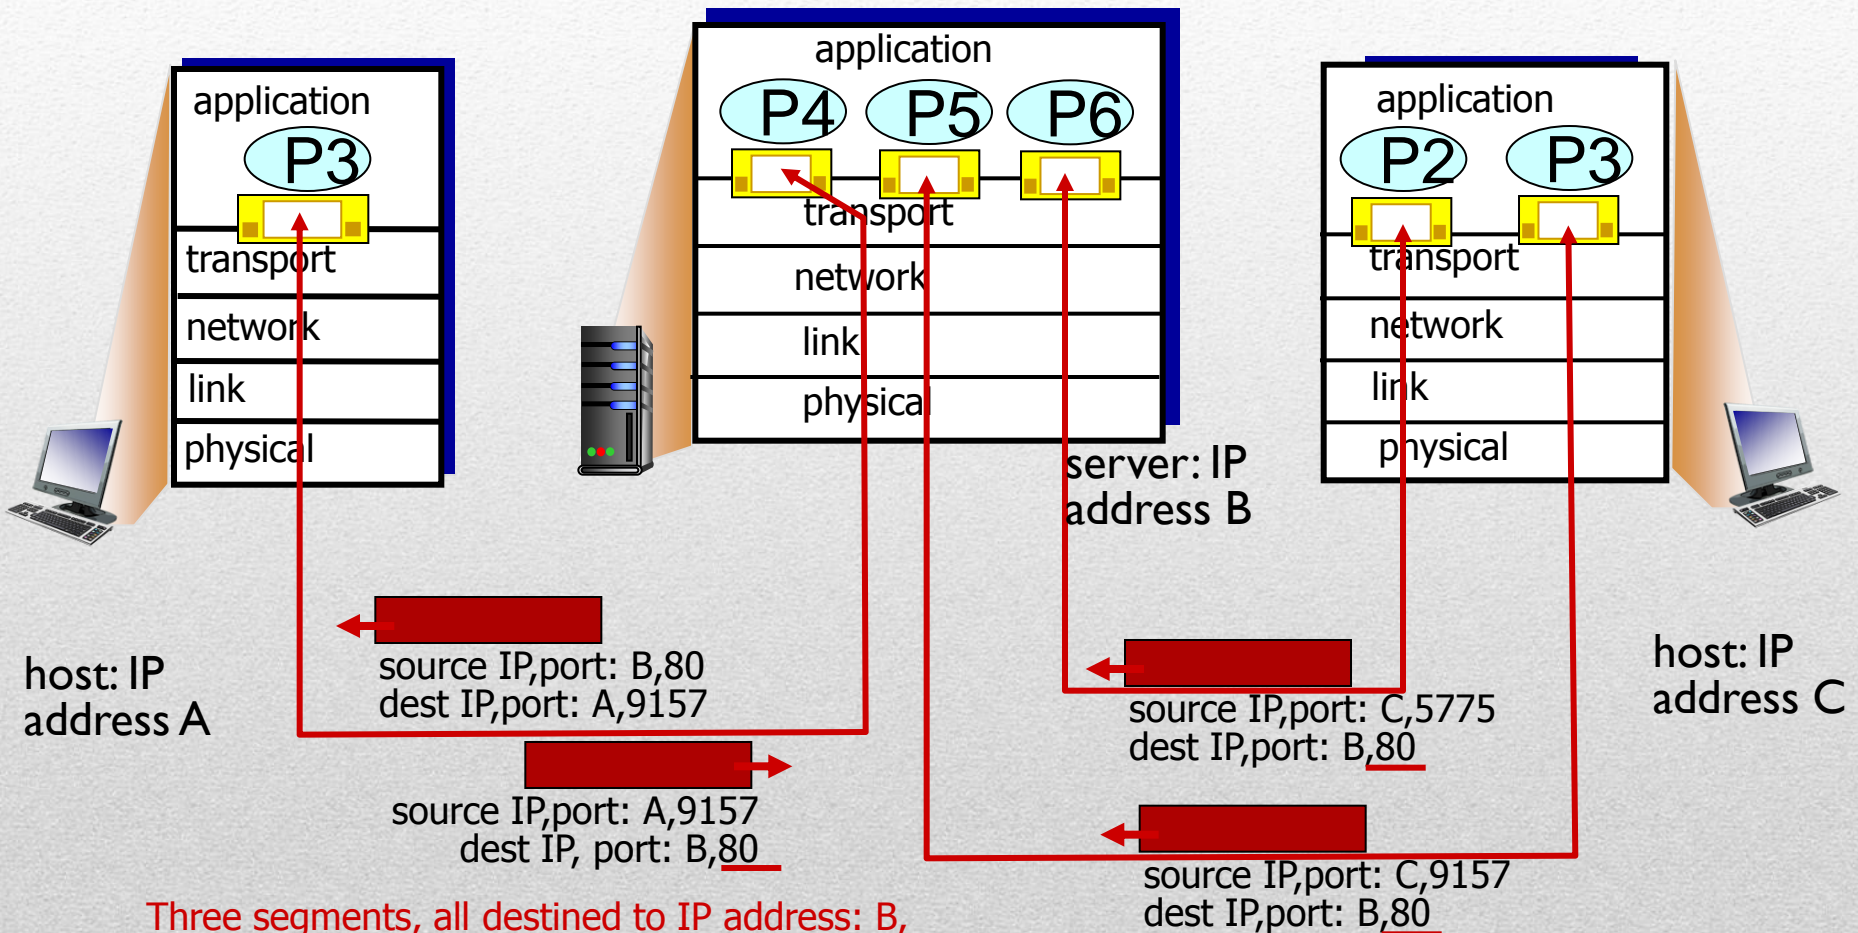 application
P3
transport
network
link
physical
host: IP
address A
application
P4 P5 P6
transport
network
link
physical
server: IP
address B
application
P2 P3
transport
network
link
physical
host: IP
address C
source IP,port: B,80
dest IP,port: A,9157
source IP,port: A,9157
dest IP, port: B,80
source IP,port: C,5775
dest IP,port: B,80
source IP,port: C,9157
dest IP,port: B,80
Three segments, all destined to IP address: B,